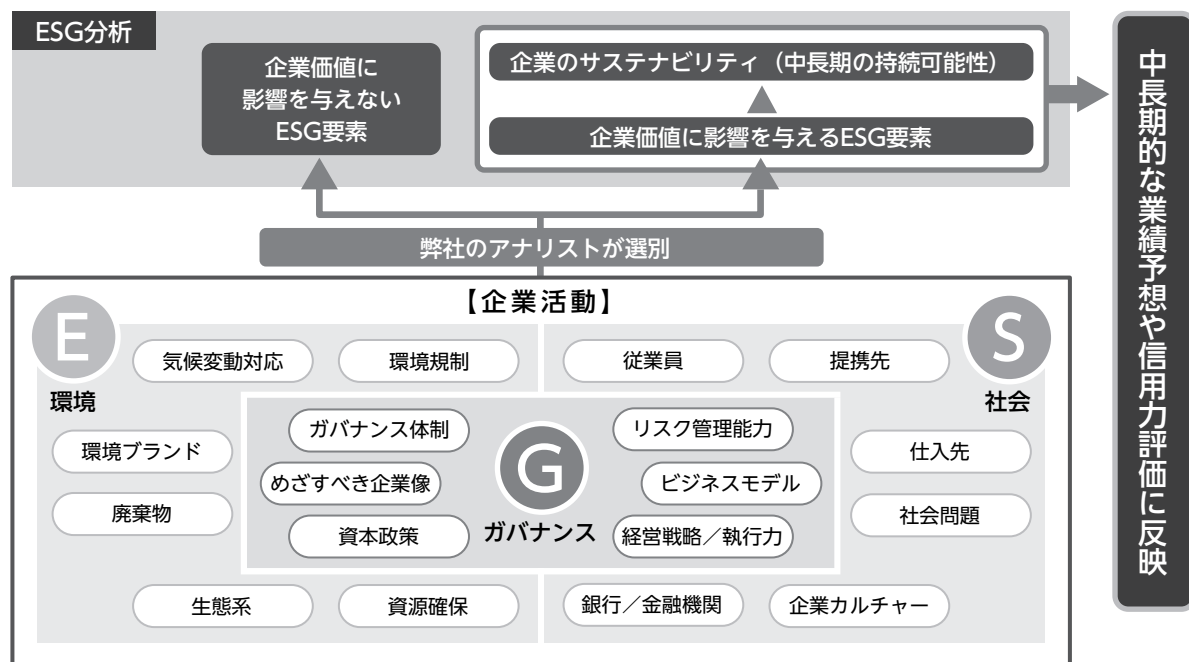 ESG分析
企業価値に
影響を与えない
ESG要素
企業のサステナビリティ（中長期の持続可能性）
企業価値に影響を与えるESG要素
中長期的な業績予想や信用力評価に反映
弊社のアナリストが選別
【企業活動】
E
環境
S
社会
気候変動対応
環境規制
従業員
提携先
環境ブランド
廃棄物
ガバナンス体制
めざすべき企業像
資本政策
G
ガバナンス
リスク管理能力
ビジネスモデル
経営戦略／執行力
仕入先
社会問題
生態系
資源確保
銀行／金融機関
企業カルチャー